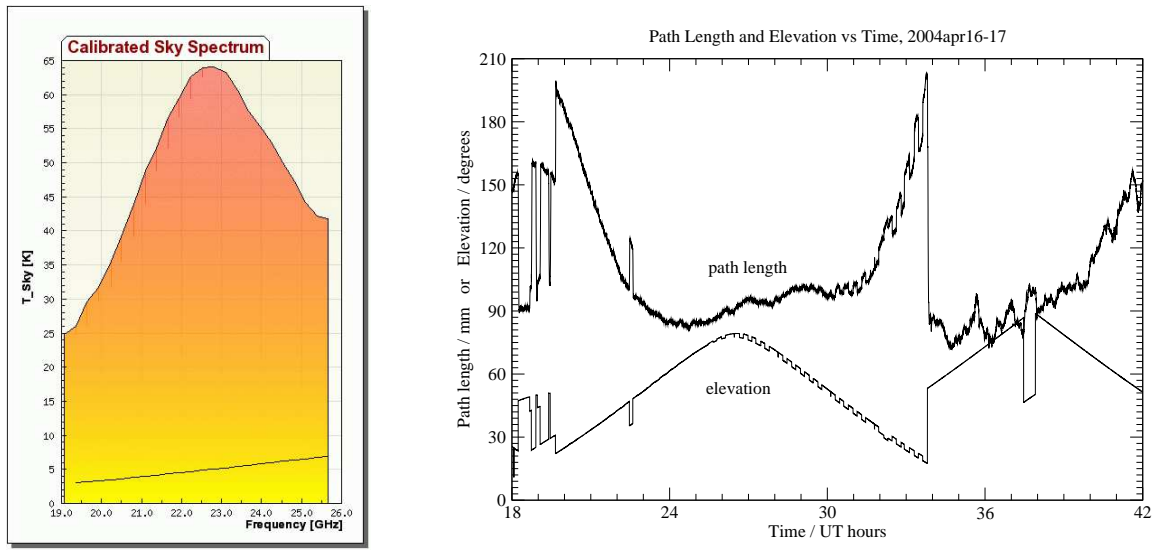 Calibrated Sky Spectrum
T_Sky [K]
65
60
55
50
45
40
35
30
25
20
15
10
5
0
19.0 20.0 21.0 22.0 23.0 24.0 25.0 26.0
Frequency [GHz]
Path Length and Elevation vs Time, 2004apr16-17
Path length / mm or Elevation / degrees
210
180
150
120
90
60
30
0
path length
elevation
18 24 30 36 42
Time / UT hours